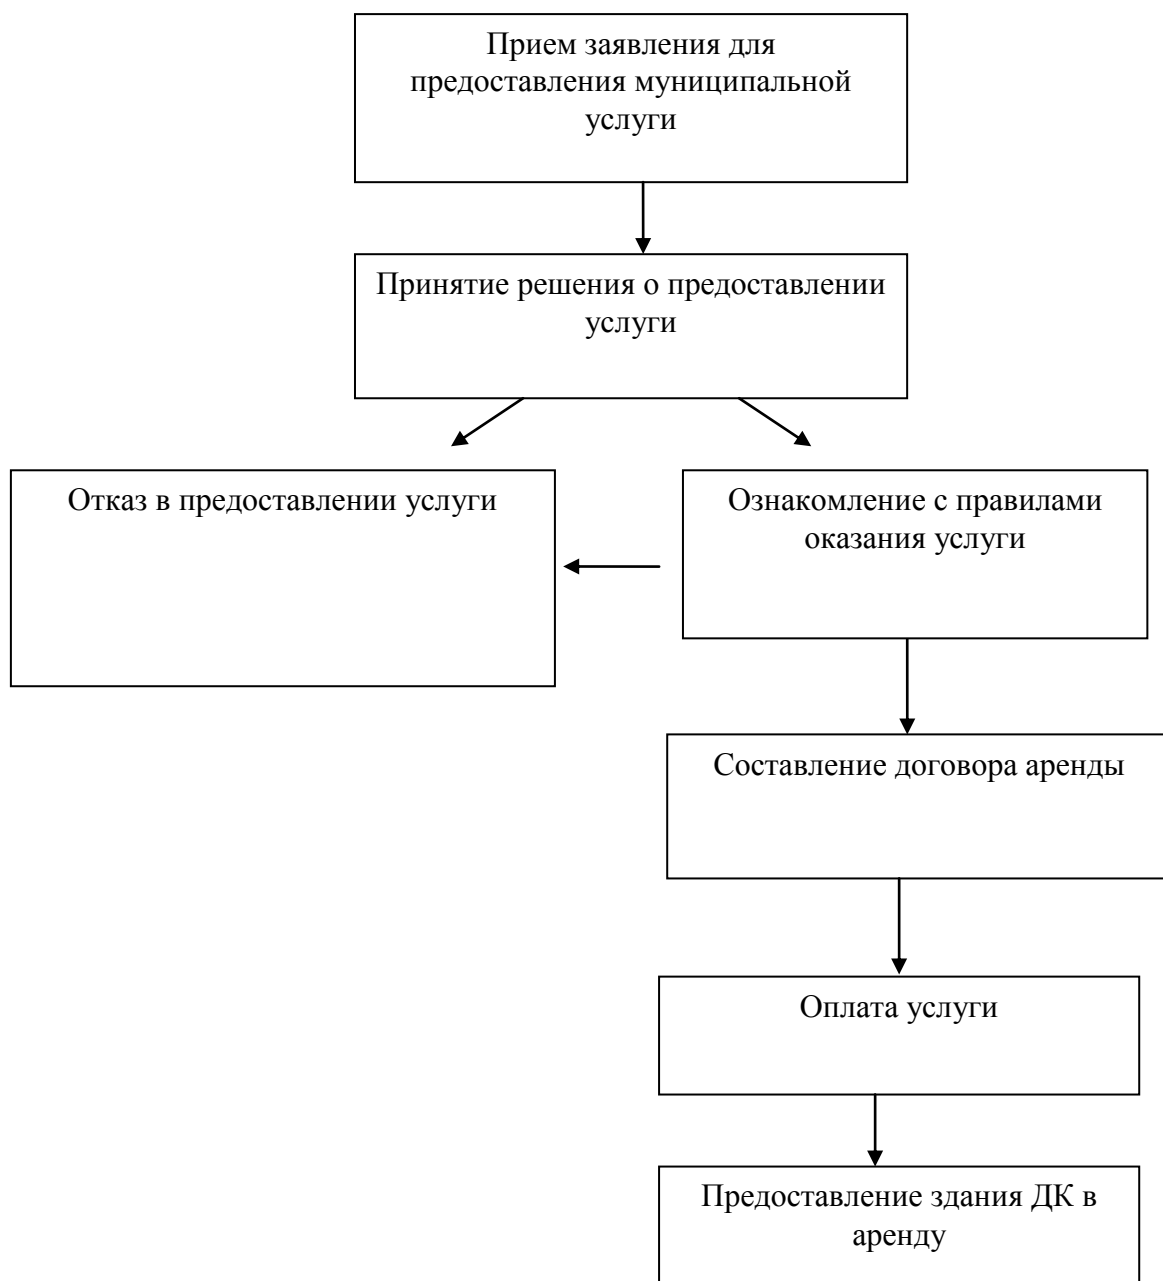 Прием заявления для
предоставления муниципальной
услуги
Принятие решения о предоставлении
услуги
Отказ в предоставлении услуги
Ознакомление с правилами
оказания услуги
Составление договора аренды
Оплата услуги
Предоставление здания ДК в
аренду